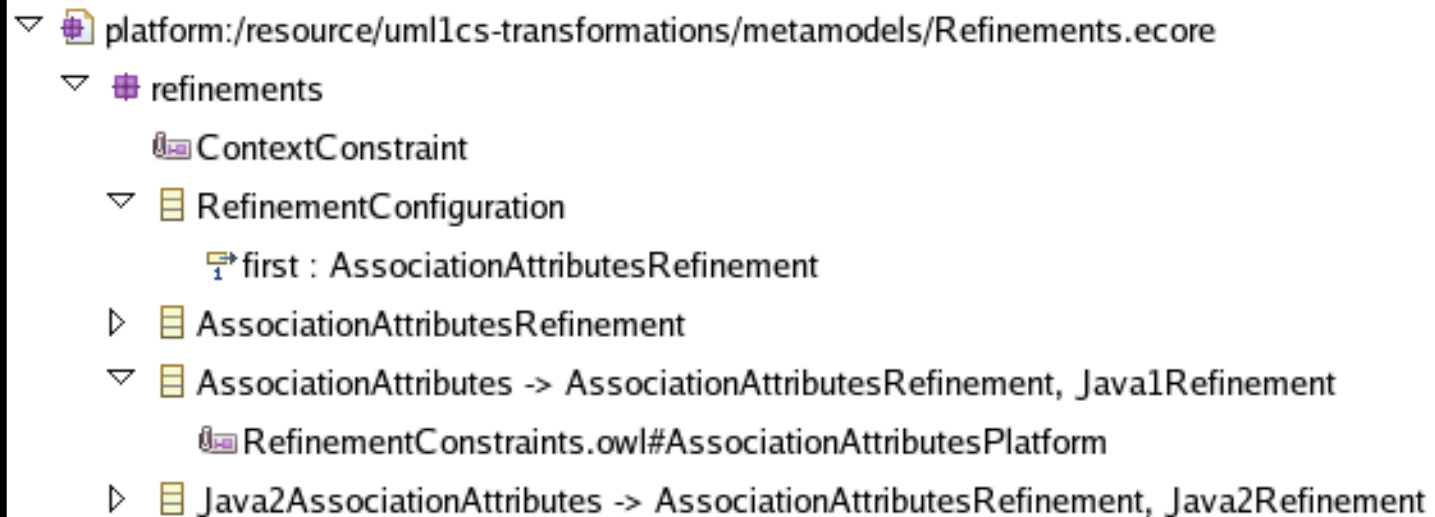 platform:/resource/uml1cs-transformations/metamodels/Refinements.ecore
refinements
ContextConstraint
RefinementConfiguration
first : AssociationAttributesRefinement
AssociationAttributesRefinement
AssociationAttributes -> AssociationAttributesRefinement, Java1Refinement
RefinementConstraints.owl#AssociationAttributesPlatform
Java2AssociationAttributes -> AssociationAttributesRefinement, Java2Refinement